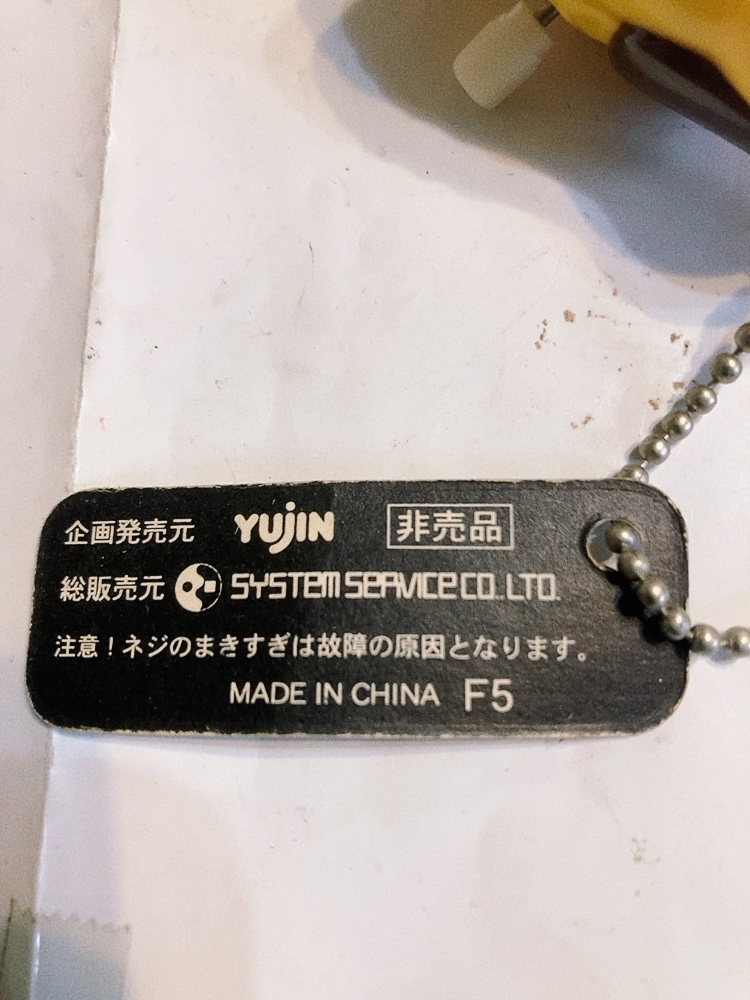 企画発売元 YUJIN 非売品
総販売元 SYSTEM SERVICE CO.,LTD.
注意！ネジのまきすぎは故障の原因となります。
MADE IN CHINA F5